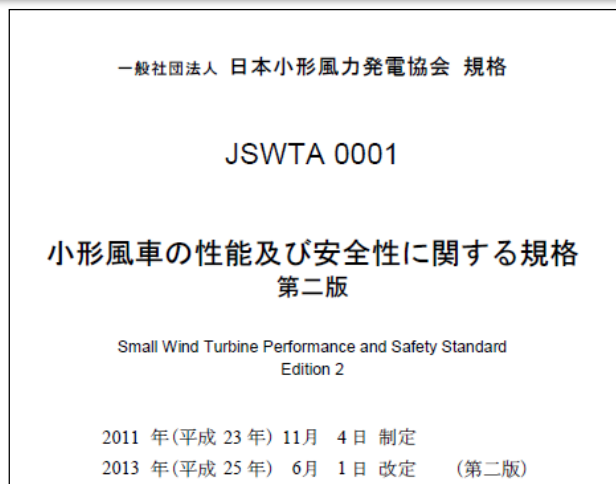 一般社団法人 日本小形風力発電協会 規格
JSWTA 0001
小形風車の性能及び安全性に関する規格
第二版
Small Wind Turbine Performance and Safety Standard
Edition 2
2011 年(平成 23 年) 11月 4日 制定
2013 年(平成 25 年) 6月 1日 改定 (第二版)